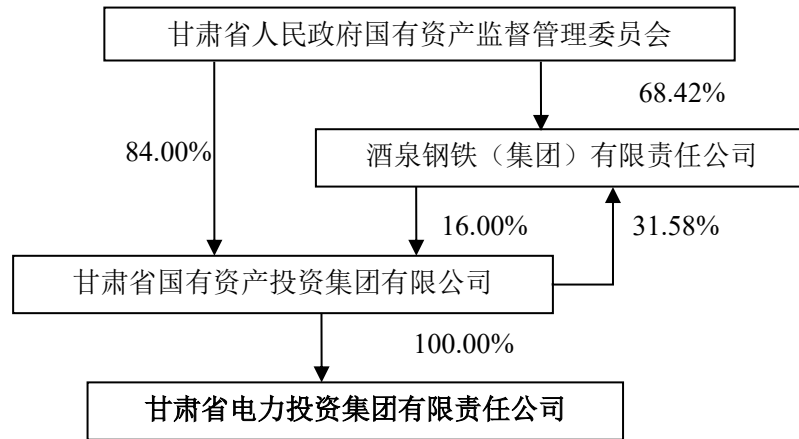 甘肃省人民政府国有资产监督管理委员会
68.42%
84.00%
酒泉钢铁（集团）有限责任公司
16.00%
31.58%
甘肃省国有资产投资集团有限公司
100.00%
甘肃省电力投资集团有限责任公司